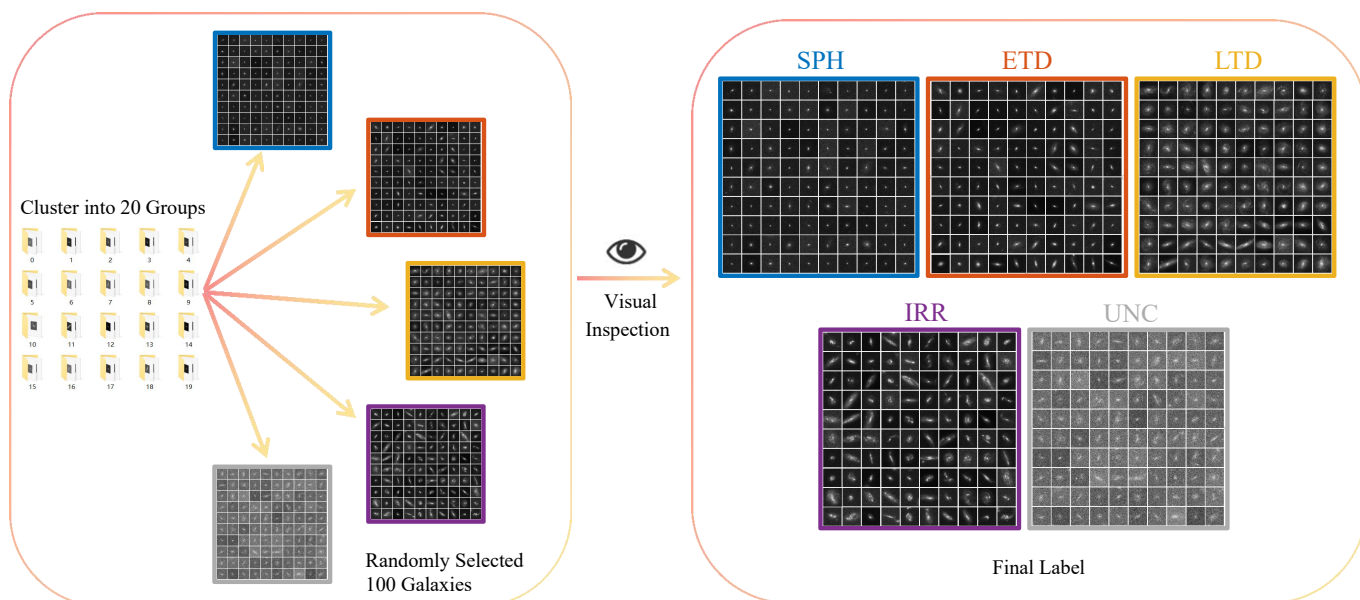 Cluster into 20 Groups
0 1 2 3 4
5 6 7 8 9
10 11 12 13 14
15 16 17 18 19
Randomly Selected
100 Galaxies
Visual
Inspection
SPH ETD LTD
IRR UNC
Final Label